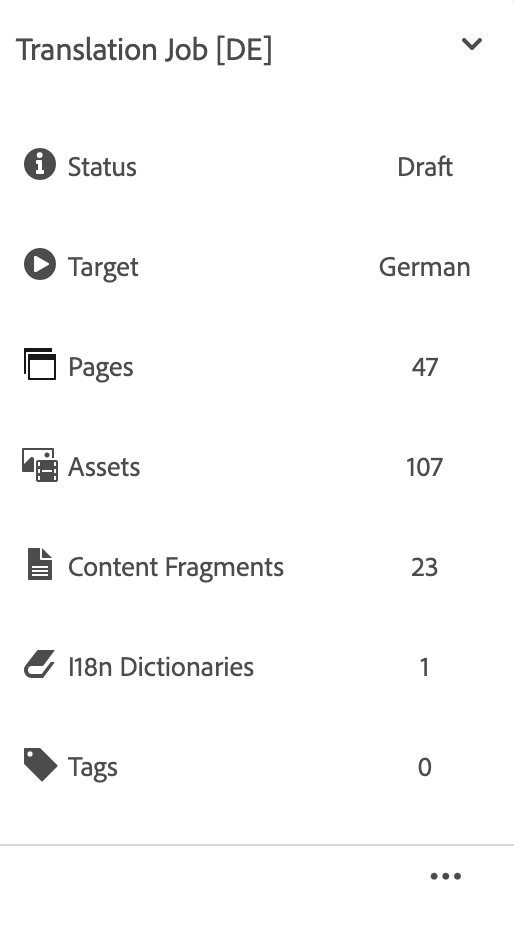 Translation Job [DE]
Status Draft
Target German
Pages 47
Assets 107
Content Fragments 23
I18n Dictionaries 1
Tags 0